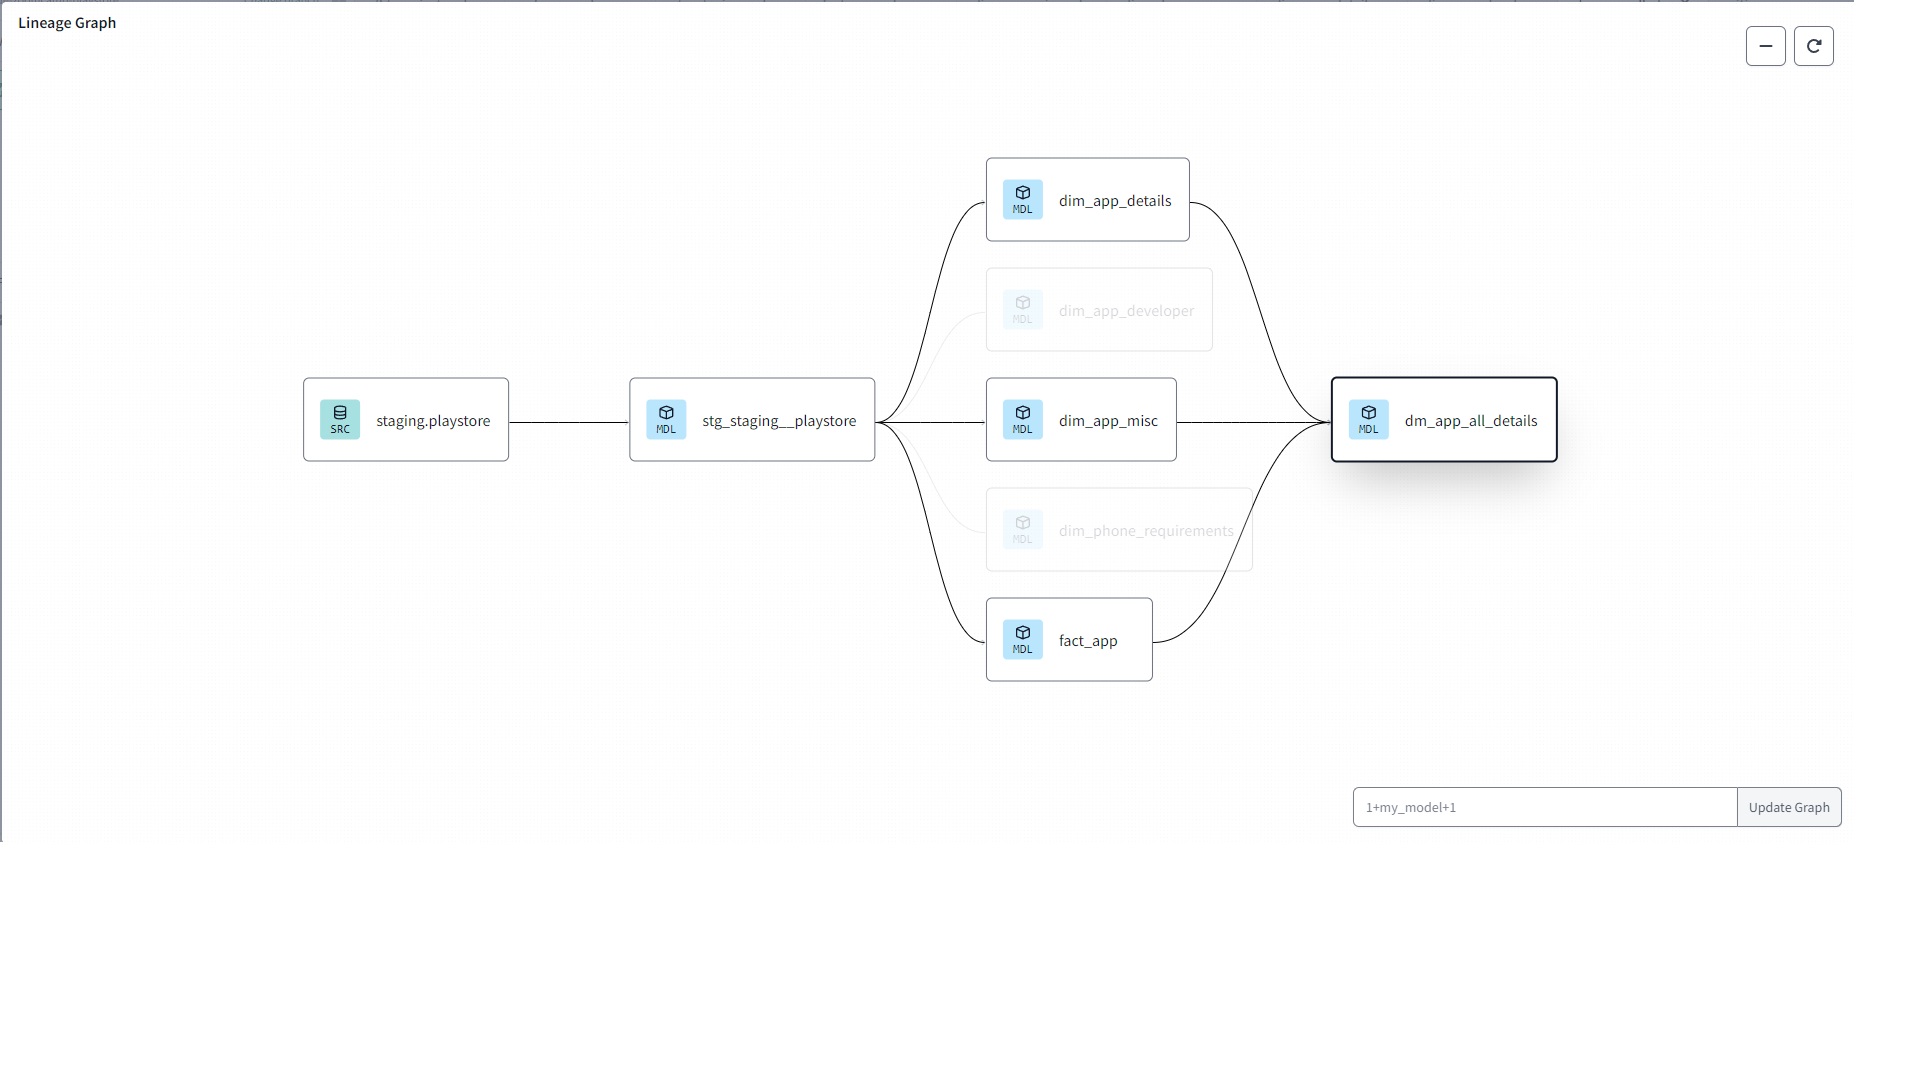 Lineage Graph
MDL
dim_app_details
MDL
dim_app_developer
SRC
staging.playstore
MDL
stg_staging__playstore
MDL
dim_app_misc
MDL
dm_app_all_details
MDL
dim_phone_requirements
MDL
fact_app
1+my_model+1
Update Graph